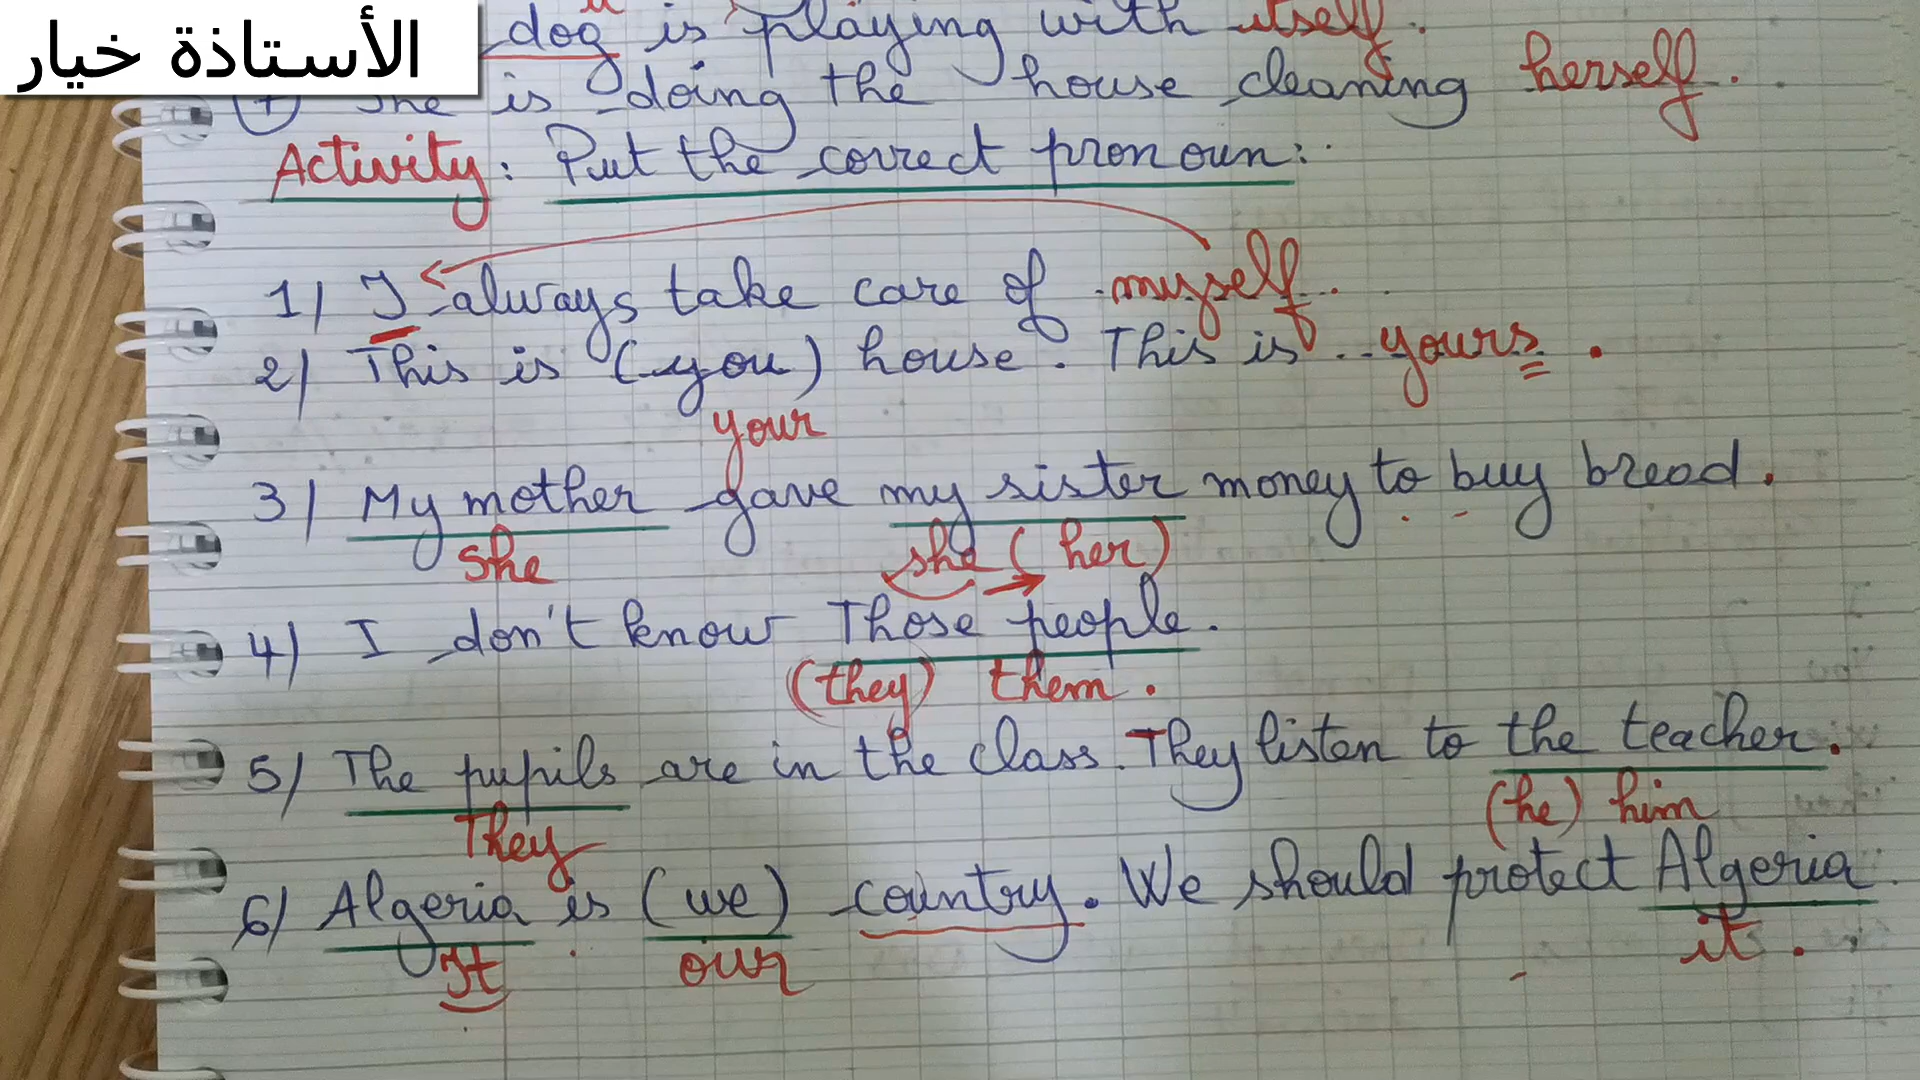 الأستاذة خيار
dog is playing with itself.
She is doing the house cleaning herself.
Activity: Put the correct pronoun:
1) I always take care of myself.
2) This is (you) house. This is yours.
your
3) My mother gave my sister money to buy bread.
she she (her)
4) I don't know those people.
(they) them.
5) The pupils are in the class. They listen to the teacher.
They (he) him
6) Algeria is (we) country. We should protect Algeria.
It our it.